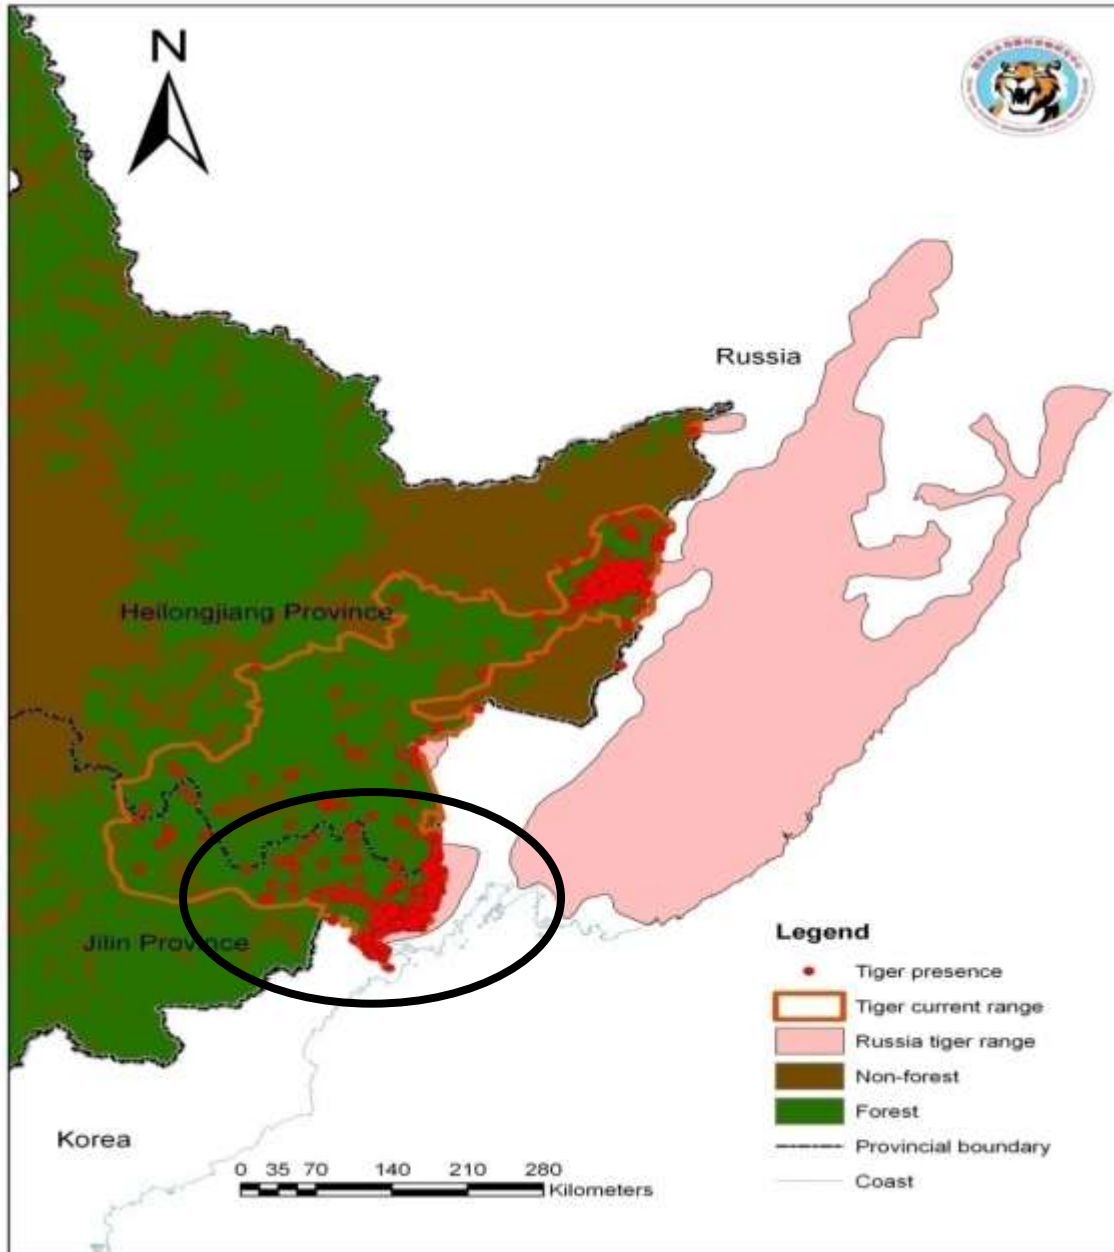 N
Russia
Heilongjiang Province
Jilin Province
Korea
Legend
Tiger presence
Tiger current range
Russia tiger range
Non-forest
Forest
Provincial boundary
Coast
0 35 70 140 210 280
Kilometers